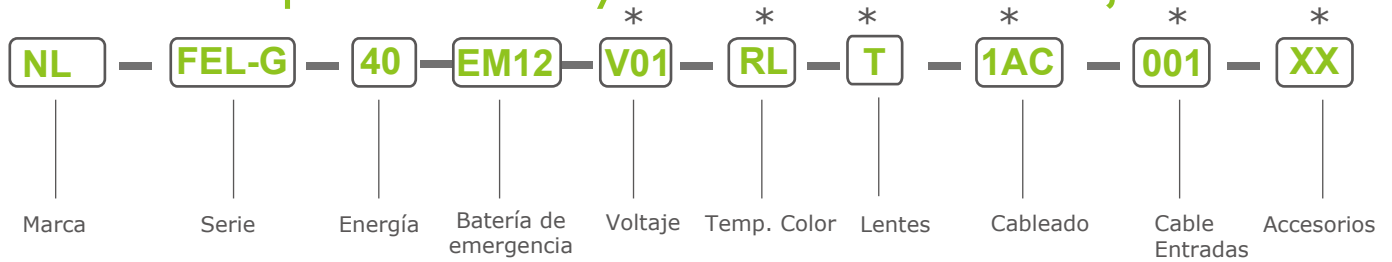 * * * * * *
NL — FEL-G — 40 — EM12 — V01 — RL — T — 1AC — 001 — XX
Marca Serie Energía Batería de emergencia Voltaje Temp. Color Lentes Cableado Cable Entradas Accesorios